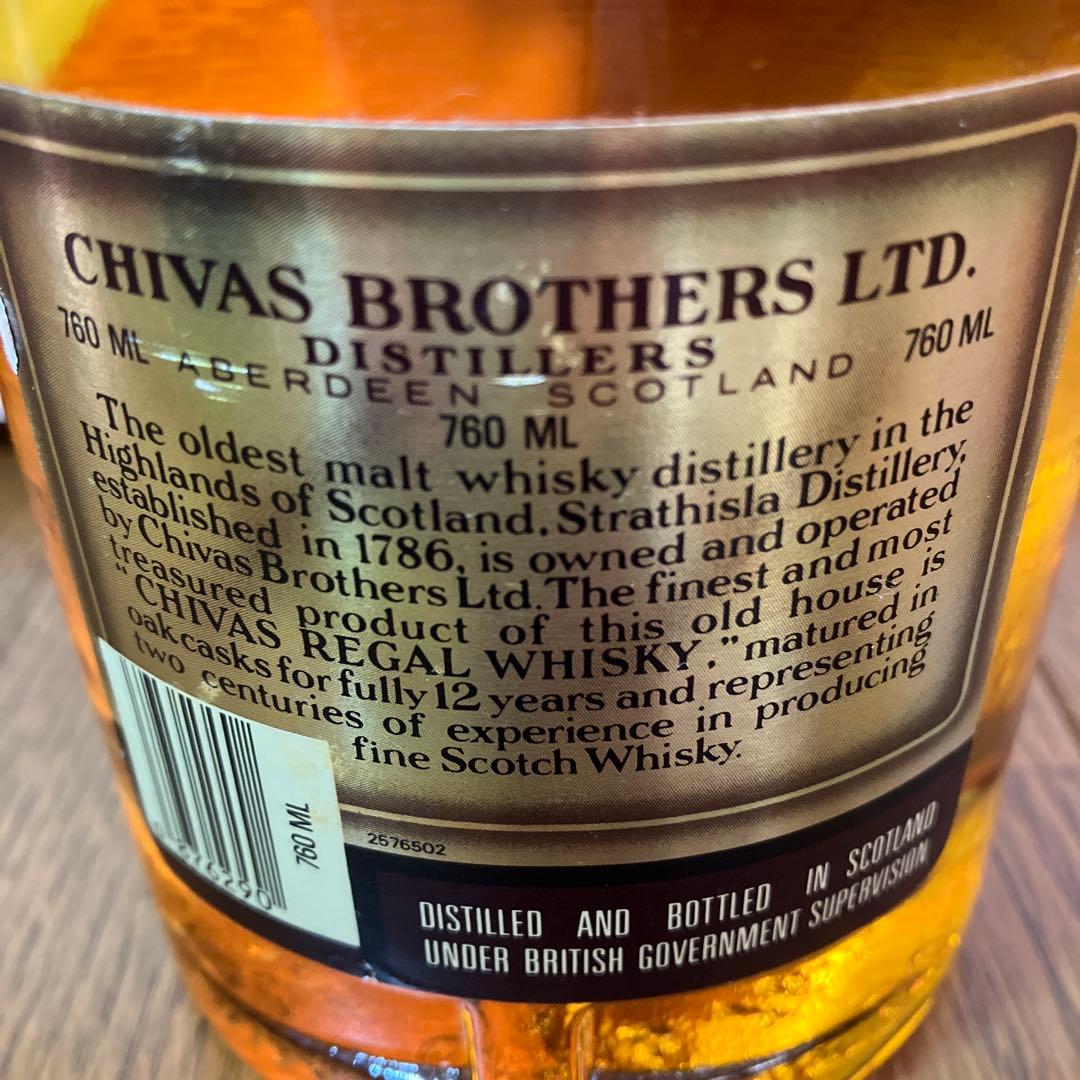 CHIVAS BROTHERS LTD.
760 ML DISTILLERS 760 ML
ABERDEEN SCOTLAND
760 ML
The oldest malt whisky distillery in the
Highlands of Scotland, Strathisla Distillery,
established in 1786, is owned and operated
by Chivas Brothers Ltd. The finest and most
treasured product of this old house is
"CHIVAS REGAL WHISKY." matured in
oak casks for fully 12 years and representing
two centuries of experience in producing
fine Scotch Whisky.
760 ML
2576502
DISTILLED AND BOTTLED IN SCOTLAND
UNDER BRITISH GOVERNMENT SUPERVISION